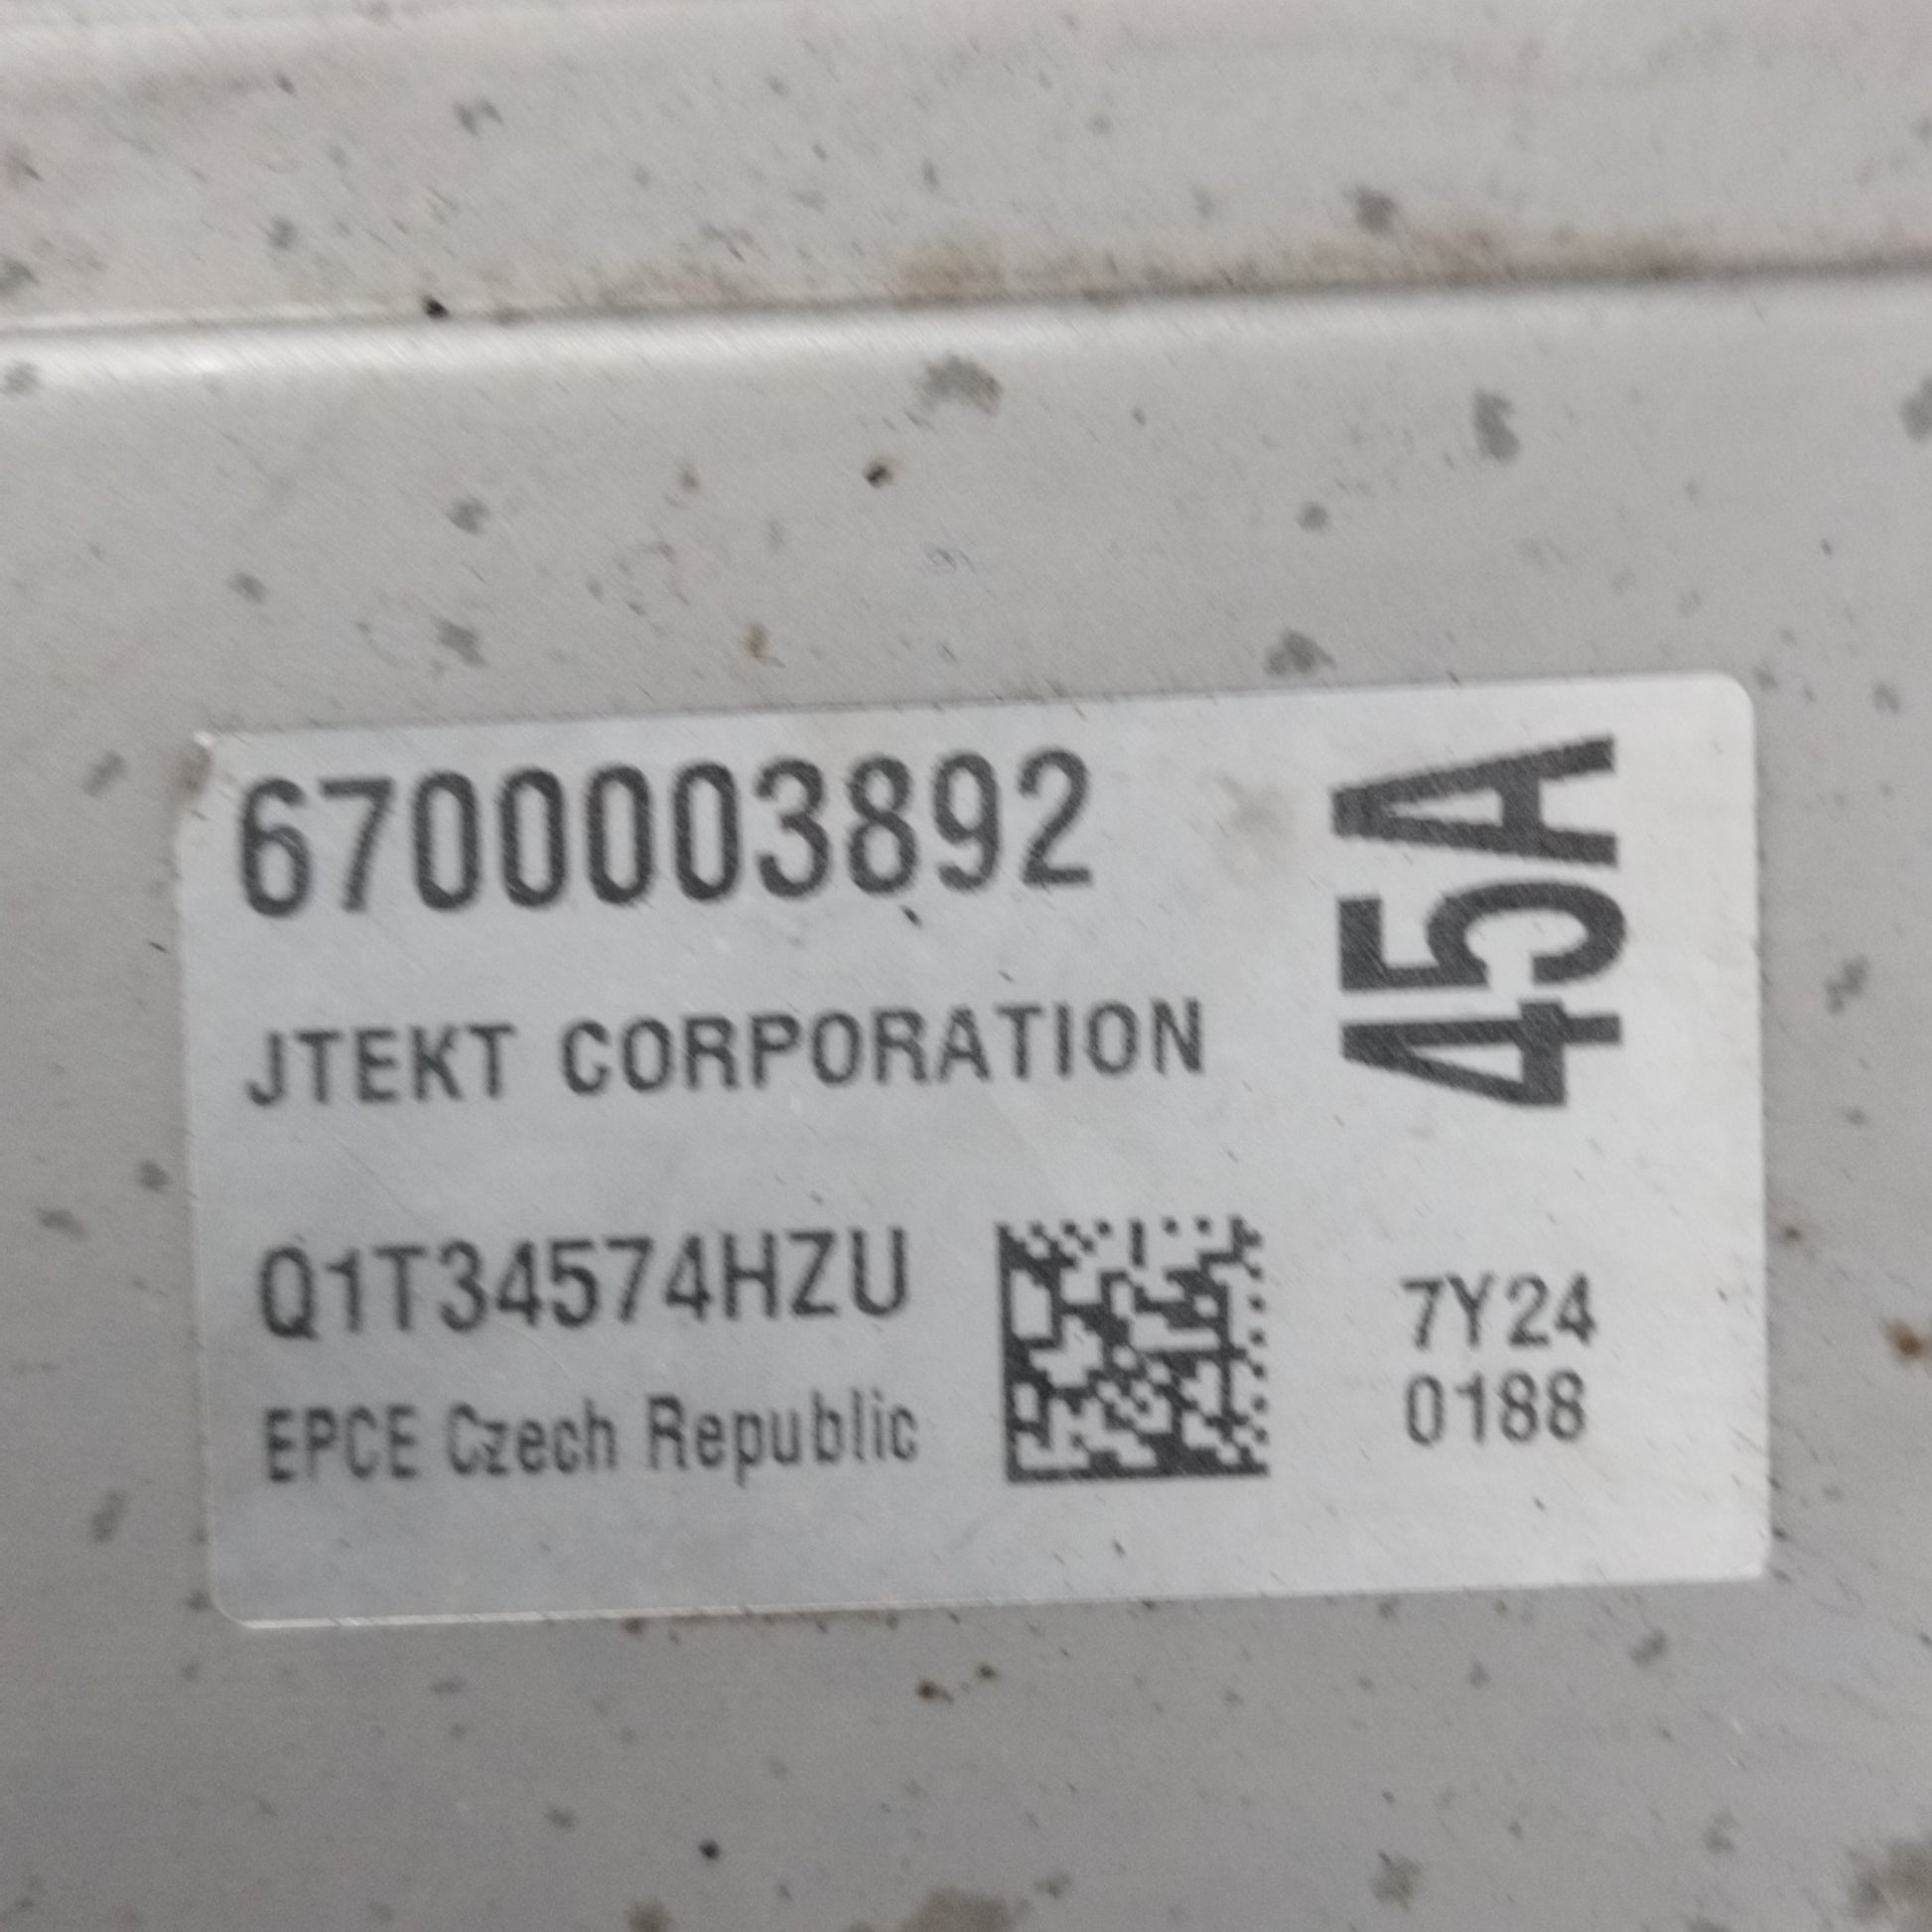 6700003892
45A
JTEKT CORPORATION
Q1T34574HZU
7Y24
EPCE Czech Republic
0188